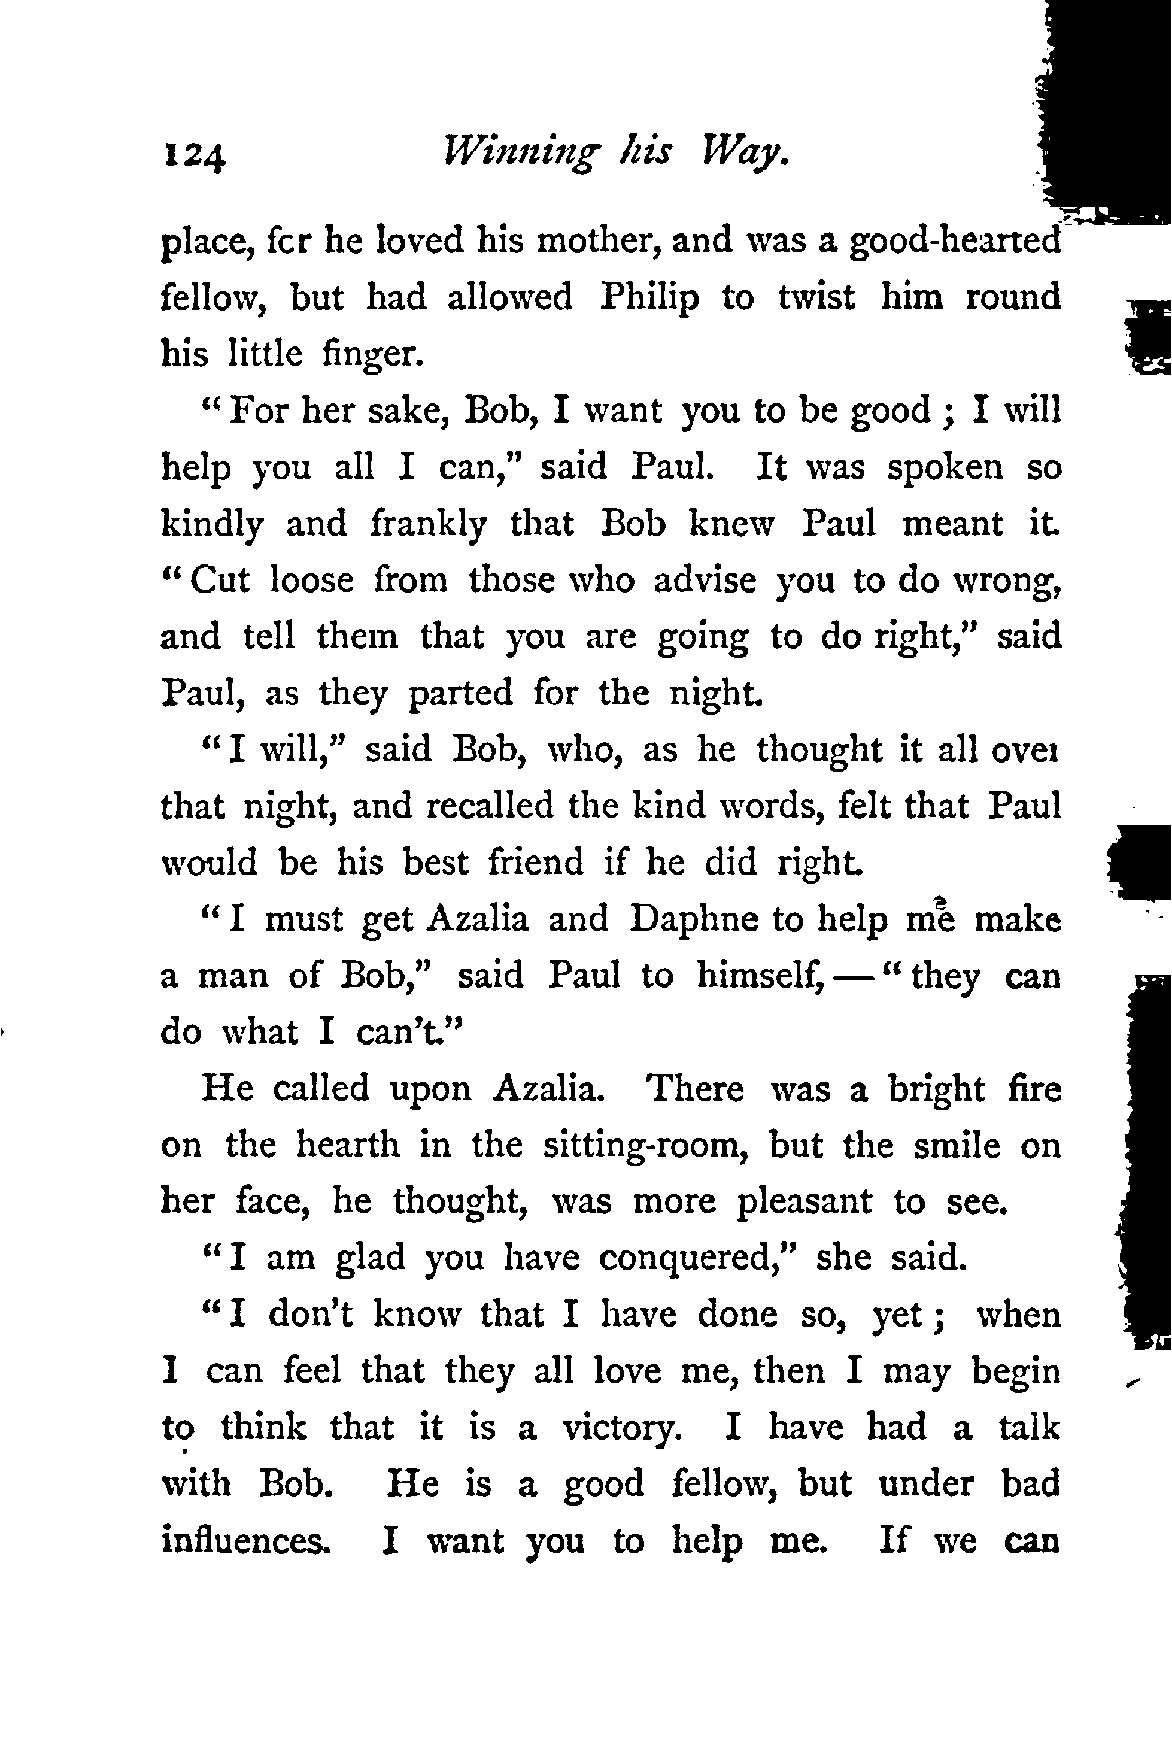 124 Winning his Way.
place, for he loved his mother, and was a good-hearted
fellow, but had allowed Philip to twist him round
his little finger.
“For her sake, Bob, I want you to be good ; I will
help you all I can,” said Paul. It was spoken so
kindly and frankly that Bob knew Paul meant it.
“Cut loose from those who advise you to do wrong,
and tell them that you are going to do right,” said
Paul, as they parted for the night.
“I will,” said Bob, who, as he thought it all over
that night, and recalled the kind words, felt that Paul
would be his best friend if he did right.
“I must get Azalia and Daphne to help me make
a man of Bob,” said Paul to himself, — “they can
do what I can’t.”
He called upon Azalia. There was a bright fire
on the hearth in the sitting-room, but the smile on
her face, he thought, was more pleasant to see.
“I am glad you have conquered,” she said.
“I don’t know that I have done so, yet ; when
I can feel that they all love me, then I may begin
to think that it is a victory. I have had a talk
with Bob. He is a good fellow, but under bad
influences. I want you to help me. If we can